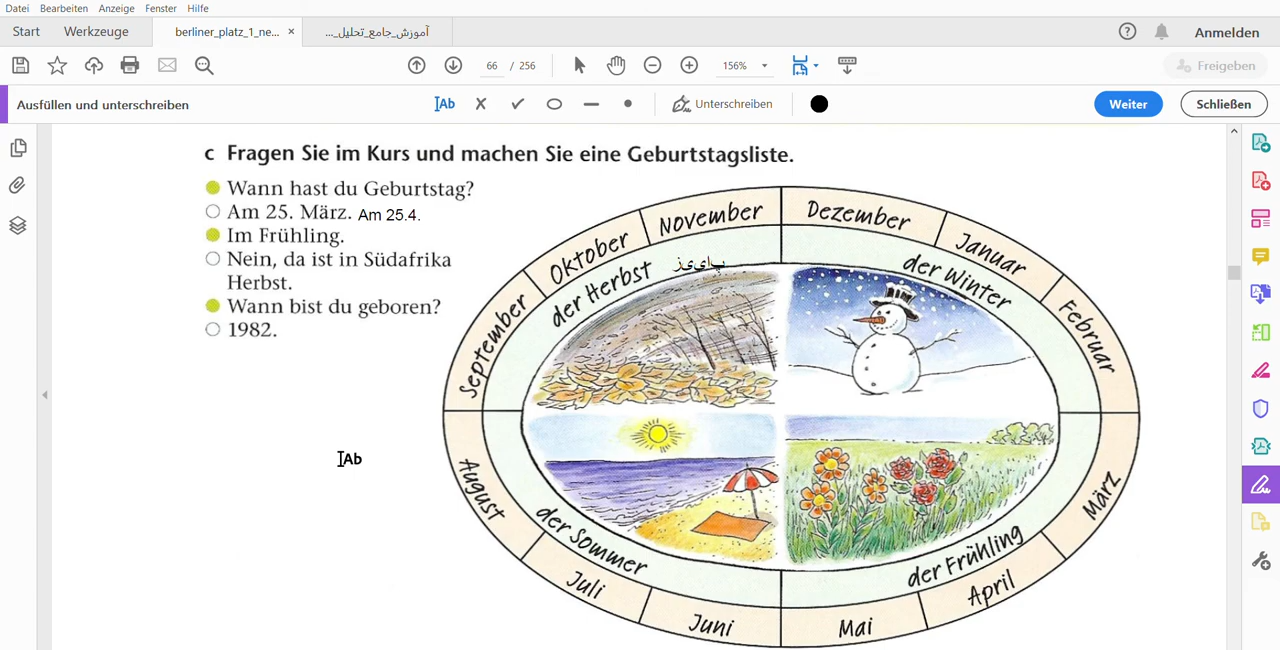 Datei Bearbeiten Anzeige Fenster Hilfe
Start Werkzeuge berliner_platz_1_ne... × آموزش_جامع_تحلیل_... Anmelden
66 / 256 156% Freigeben
Ausfüllen und unterschreiben Ab Unterschreiben Weiter Schließen
c Fragen Sie im Kurs und machen Sie eine Geburtstagsliste.
Wann hast du Geburtstag?
Am 25. März. Am 25.4.
Im Frühling.
Nein, da ist in Südafrika
Herbst.
Wann bist du geboren?
1982.
Ab
November
Dezember
Oktober
Januar
September
Februar
der Herbst پاییز
der Winter
August
März
der Sommer
der Frühling
Juli
April
Juni
Mai